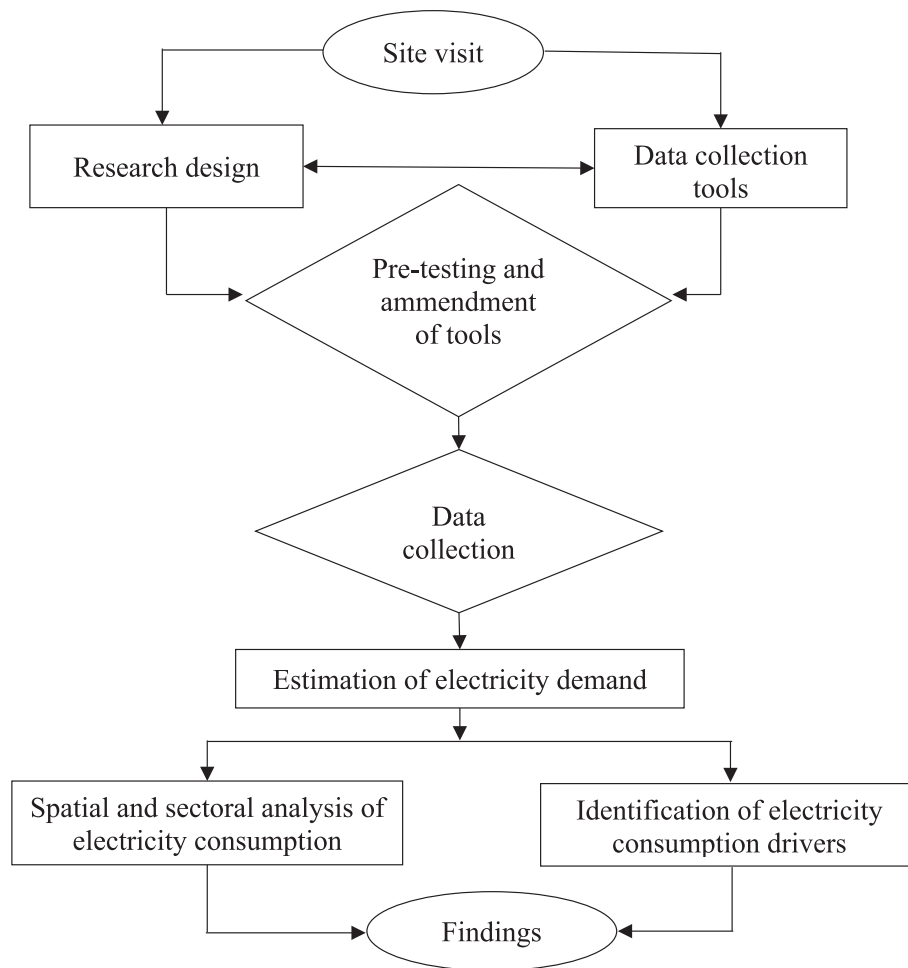 Site visit
Research design
Data collection
tools
Pre-testing and
ammendment
of tools
Data
collection
Estimation of electricity demand
Spatial and sectoral analysis of
electricity consumption
Identification of electricity
consumption drivers
Findings